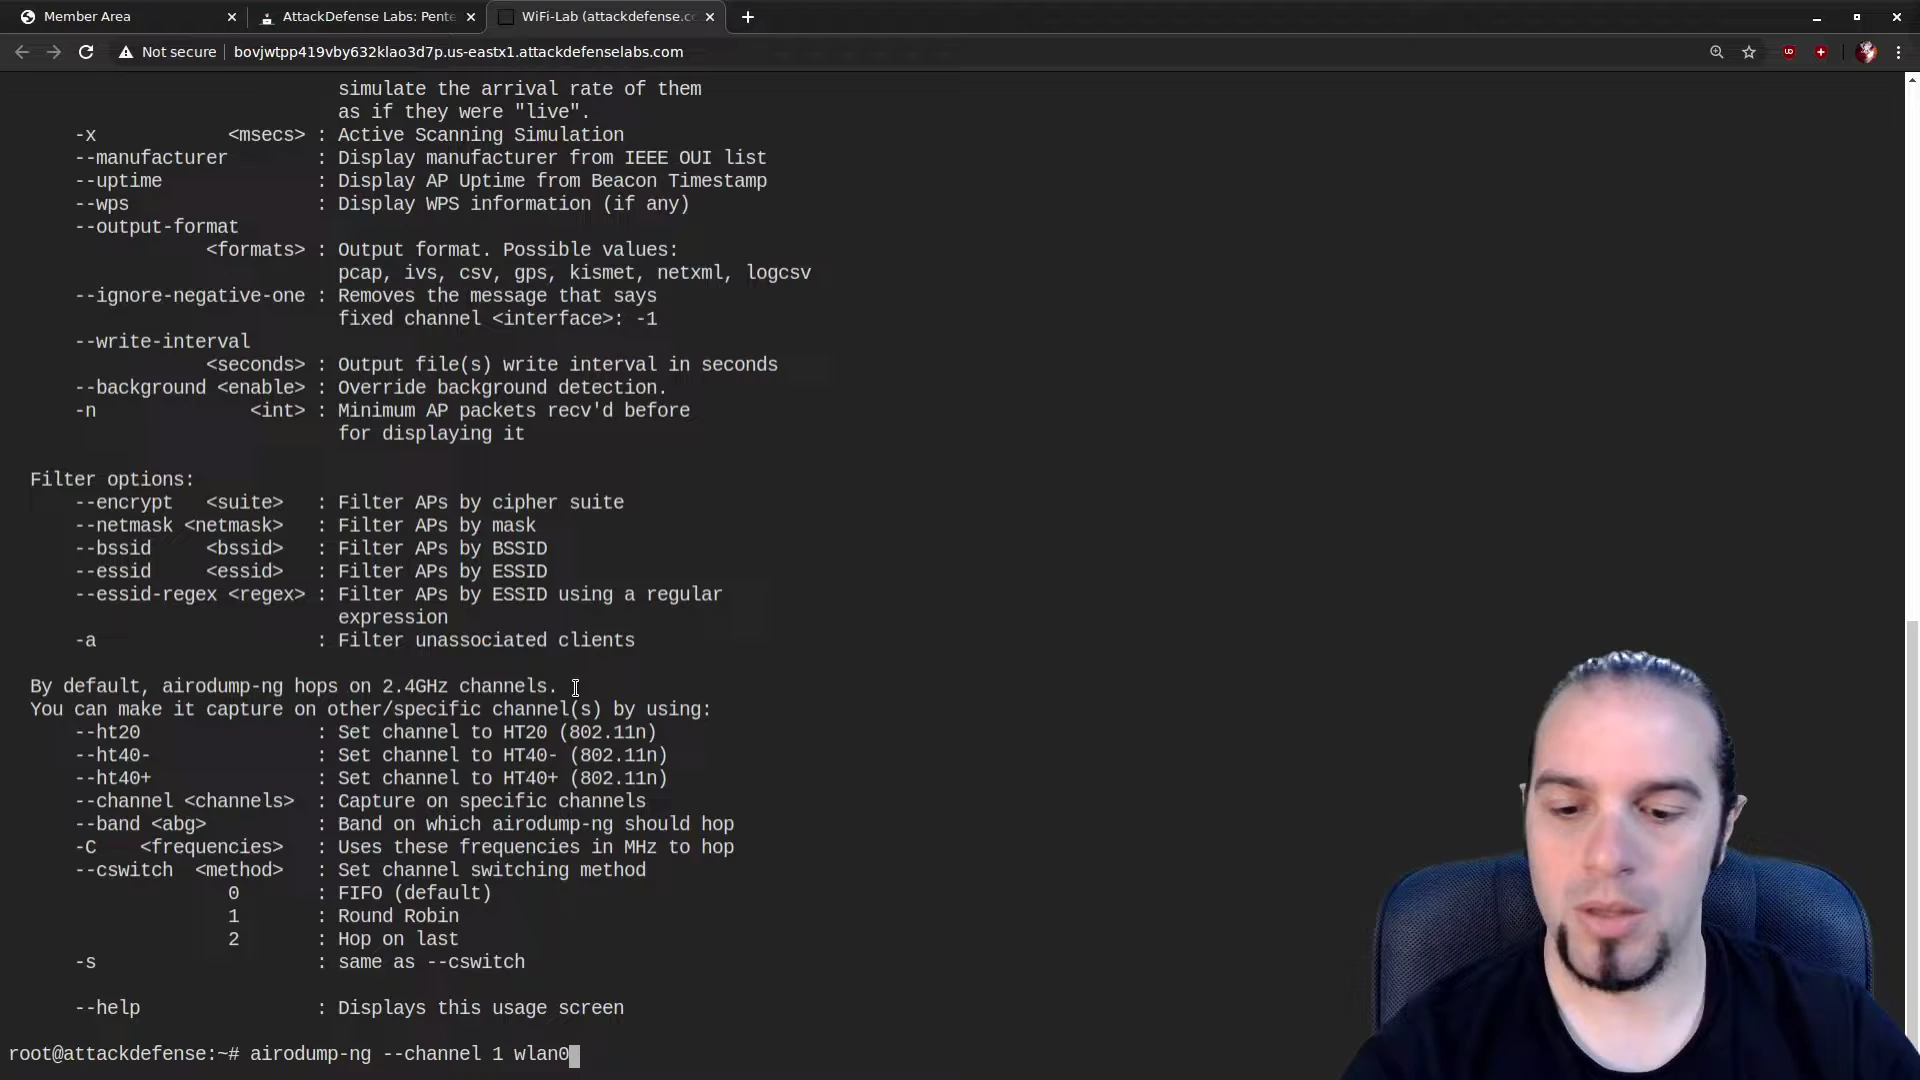 Member Area
AttackDefense Labs: Pente
WiFi-Lab (attackdefense.co
Not secure
bovjwtpp419vby632klao3d7p.us-eastx1.attackdefenselabs.com
simulate the arrival rate of them
as if they were "live".
-x <msecs> : Active Scanning Simulation
--manufacturer : Display manufacturer from IEEE OUI list
--uptime : Display AP Uptime from Beacon Timestamp
--wps : Display WPS information (if any)
--output-format
<formats> : Output format. Possible values:
pcap, ivs, csv, gps, kismet, netxml, logcsv
--ignore-negative-one : Removes the message that says
fixed channel <interface>: -1
--write-interval
<seconds> : Output file(s) write interval in seconds
--background <enable> : Override background detection.
-n <int> : Minimum AP packets recv'd before
for displaying it
Filter options:
--encrypt <suite> : Filter APs by cipher suite
--netmask <netmask> : Filter APs by mask
--bssid <bssid> : Filter APs by BSSID
--essid <essid> : Filter APs by ESSID
--essid-regex <regex> : Filter APs by ESSID using a regular
expression
-a : Filter unassociated clients
By default, airodump-ng hops on 2.4GHz channels.
You can make it capture on other/specific channel(s) by using:
--ht20 : Set channel to HT20 (802.11n)
--ht40- : Set channel to HT40- (802.11n)
--ht40+ : Set channel to HT40+ (802.11n)
--channel <channels> : Capture on specific channels
--band <abg> : Band on which airodump-ng should hop
-C <frequencies> : Uses these frequencies in MHz to hop
--cswitch <method> : Set channel switching method
0 : FIFO (default)
1 : Round Robin
2 : Hop on last
-s : same as --cswitch
--help : Displays this usage screen
root@attackdefense:~# airodump-ng --channel 1 wlan0